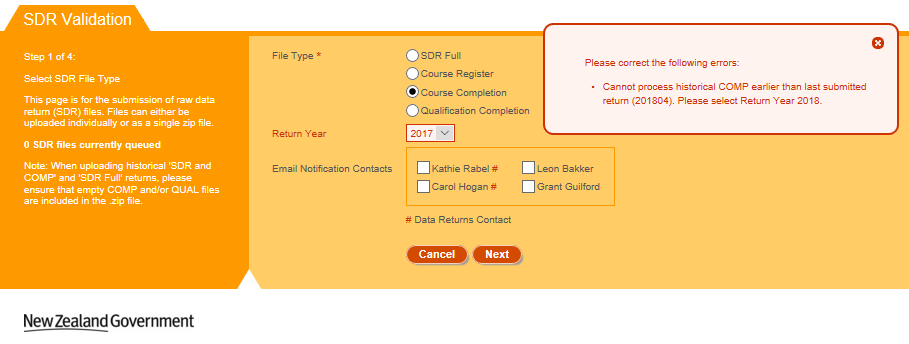 SDR Validation
Step 1 of 4:
Select SDR File Type
This page is for the submission of raw data
return (SDR) files. Files can either be
uploaded individually or as a single zip file.
0 SDR files currently queued
Note: When uploading historical 'SDR and
COMP' and 'SDR Full' returns, please
ensure that empty COMP and/or QUAL files
are included in the .zip file.
File Type *
SDR Full
Course Register
Course Completion
Qualification Completion
Return Year
2017
Email Notification Contacts
Kathie Rabel # Leon Bakker
Carol Hogan # Grant Guilford
# Data Returns Contact
Cancel Next
Please correct the following errors:
• Cannot process historical COMP earlier than last submitted
return (201804). Please select Return Year 2018.
New Zealand Government